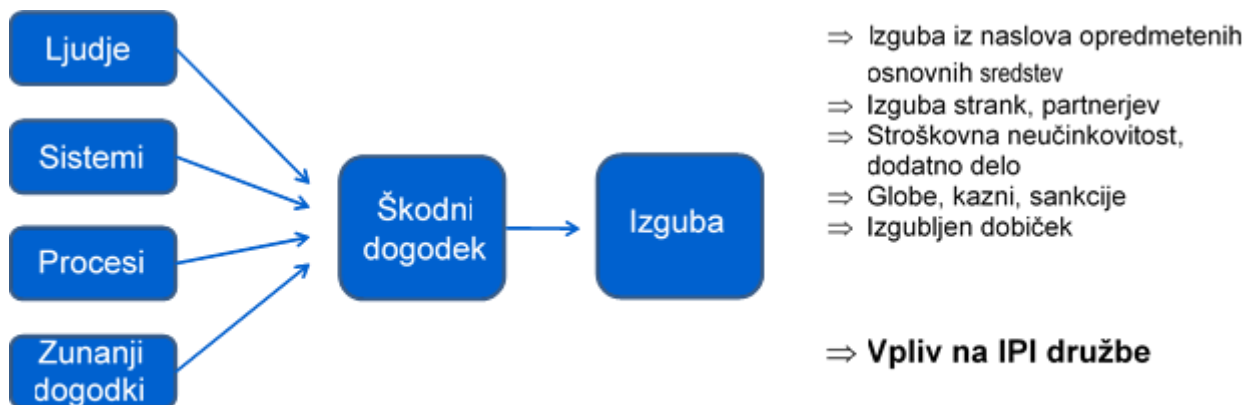 Ljudje
Sistemi
Procesi
Zunanji
dogodki
Škodni
dogodek
Izguba
⇒ Izguba iz naslova opredmetenih
osnovnih sredstev
⇒ Izguba strank, partnerjev
⇒ Stroškovna neučinkovitost,
dodatno delo
⇒ Globe, kazni, sankcije
⇒ Izgubljen dobiček
⇒ Vpliv na IPI družbe